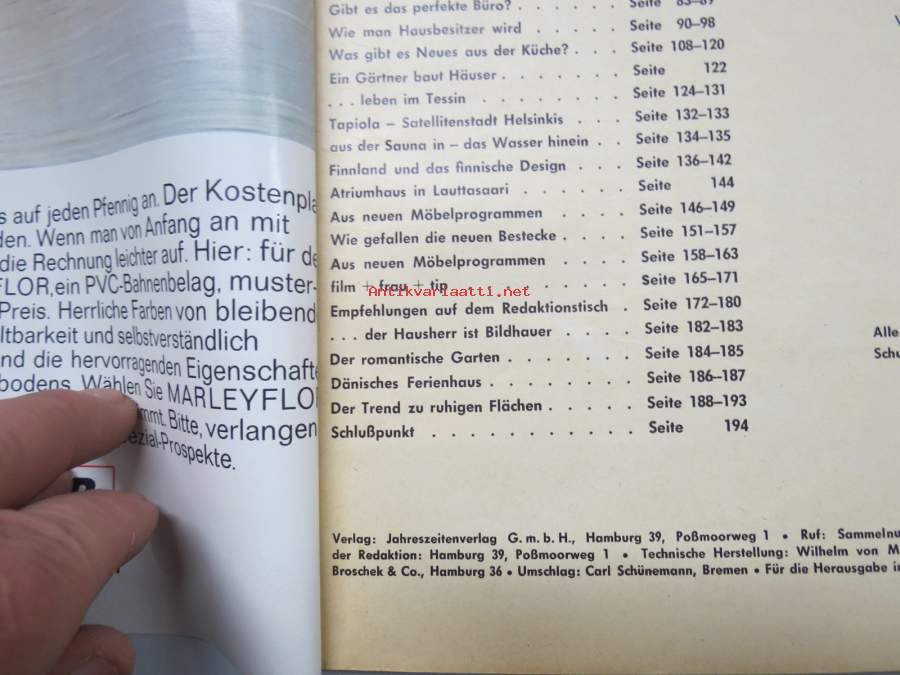 s auf jeden Pfennig an. Der Kostenpla
den. Wenn man von Anfang an mit
die Rechnung leichter auf. Hier: für de
FLOR, ein PVC-Bahnenbelag, muster-
Preis. Herrliche Farben von bleibend
ltbarkeit und selbstverständlich
nd die hervorragenden Eigenschafte
bodens. Wählen Sie MARLEYFLO
mmt. Bitte, verlangen
ezial-Prospekte.
Gibt es das perfekte Büro? . . . . . . Seite 83–89
Wie man Hausbesitzer wird . . . . . Seite 90–98
Was gibt es Neues aus der Küche? . . . Seite 108–120
Ein Gärtner baut Häuser . . . . . . . Seite 122
. . . leben im Tessin . . . . . . . . Seite 124–131
Tapiola – Satellitenstadt Helsinkis . . . Seite 132–133
aus der Sauna in – das Wasser hinein . . Seite 134–135
Finnland und das finnische Design . . . Seite 136–142
Atriumhaus in Lauttasaari . . . . . . Seite 144
Aus neuen Möbelprogrammen . . . . Seite 146–149
Wie gefallen die neuen Bestecke . . . . Seite 151–157
Aus neuen Möbelprogrammen . . . . Seite 158–163
film + frau + tip . . . . . . . . Seite 165–171
Antikvariaatti.net
Empfehlungen auf dem Redaktionstisch . Seite 172–180
. . . der Hausherr ist Bildhauer . . . . Seite 182–183
Der romantische Garten . . . . . . . Seite 184–185
Dänisches Ferienhaus . . . . . . . . Seite 186–187
Der Trend zu ruhigen Flächen . . . . . Seite 188–193
Schlußpunkt . . . . . . . . . . . Seite 194
Alle
Schu
Verlag: Jahreszeitenverlag G. m. b. H., Hamburg 39, Poßmoorweg 1 • Ruf: Sammelnu
der Redaktion: Hamburg 39, Poßmoorweg 1 • Technische Herstellung: Wilhelm von M
Broschek & Co., Hamburg 36 • Umschlag: Carl Schünemann, Bremen • Für die Herausgabe in